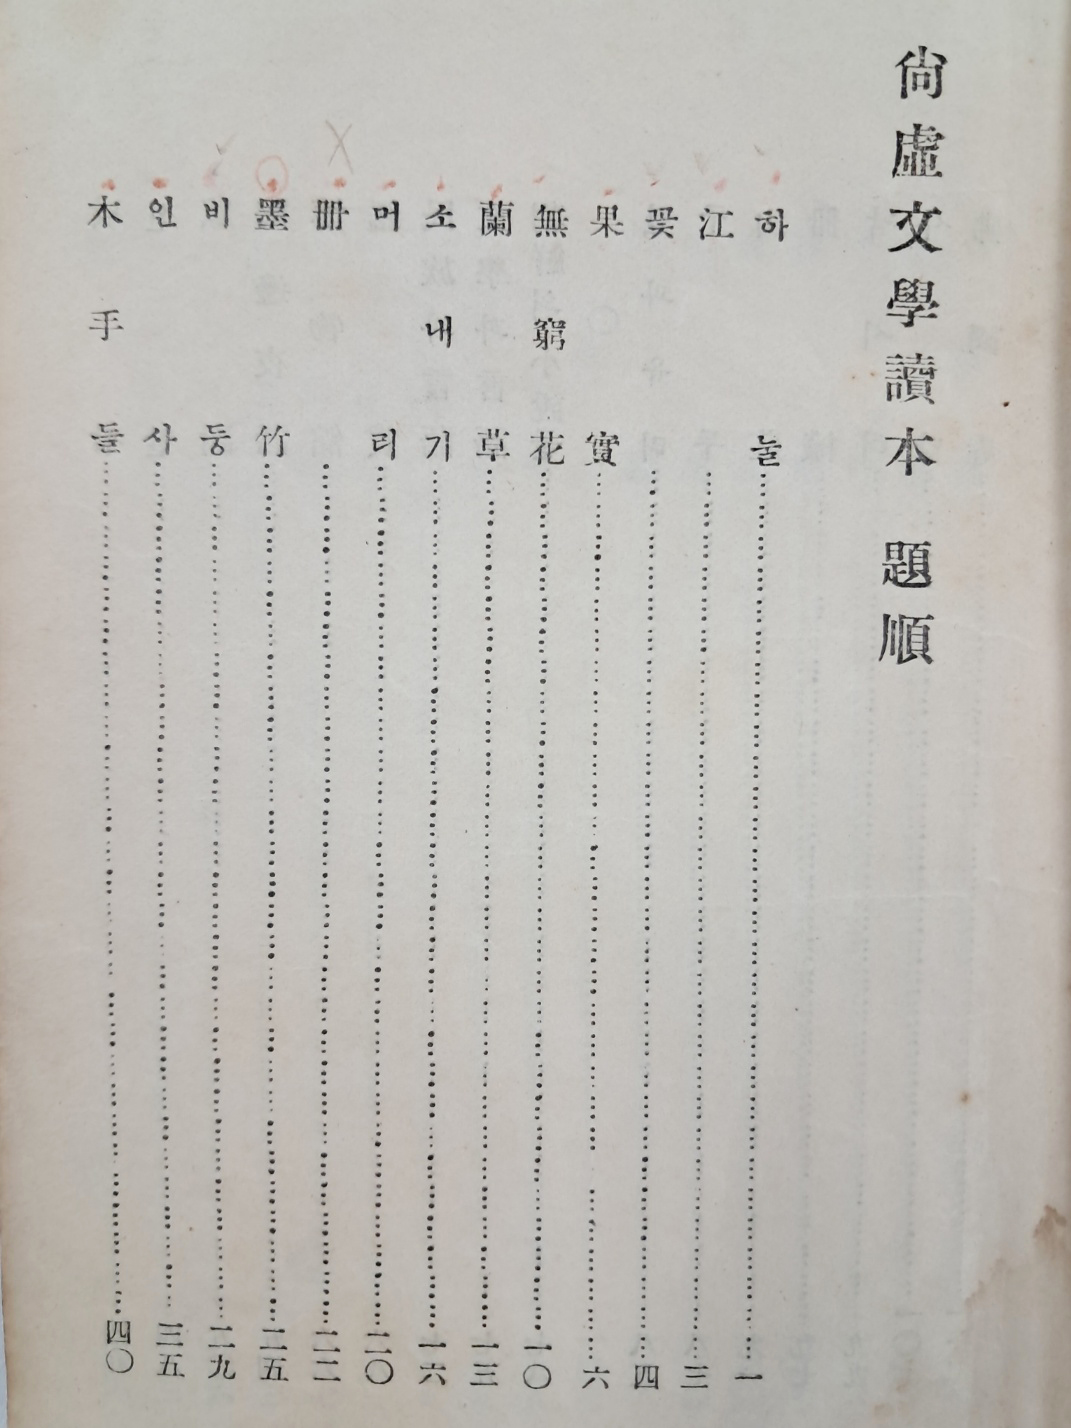 尙虛文學讀本 題順
하눌……一
江……三
꽃……四
果實……六
無窮花……一〇
蘭草……一三
소내기……一六
머리……二〇
冊……二二
墨竹……二五
비둥……二九
인사……三五
木手들……四〇